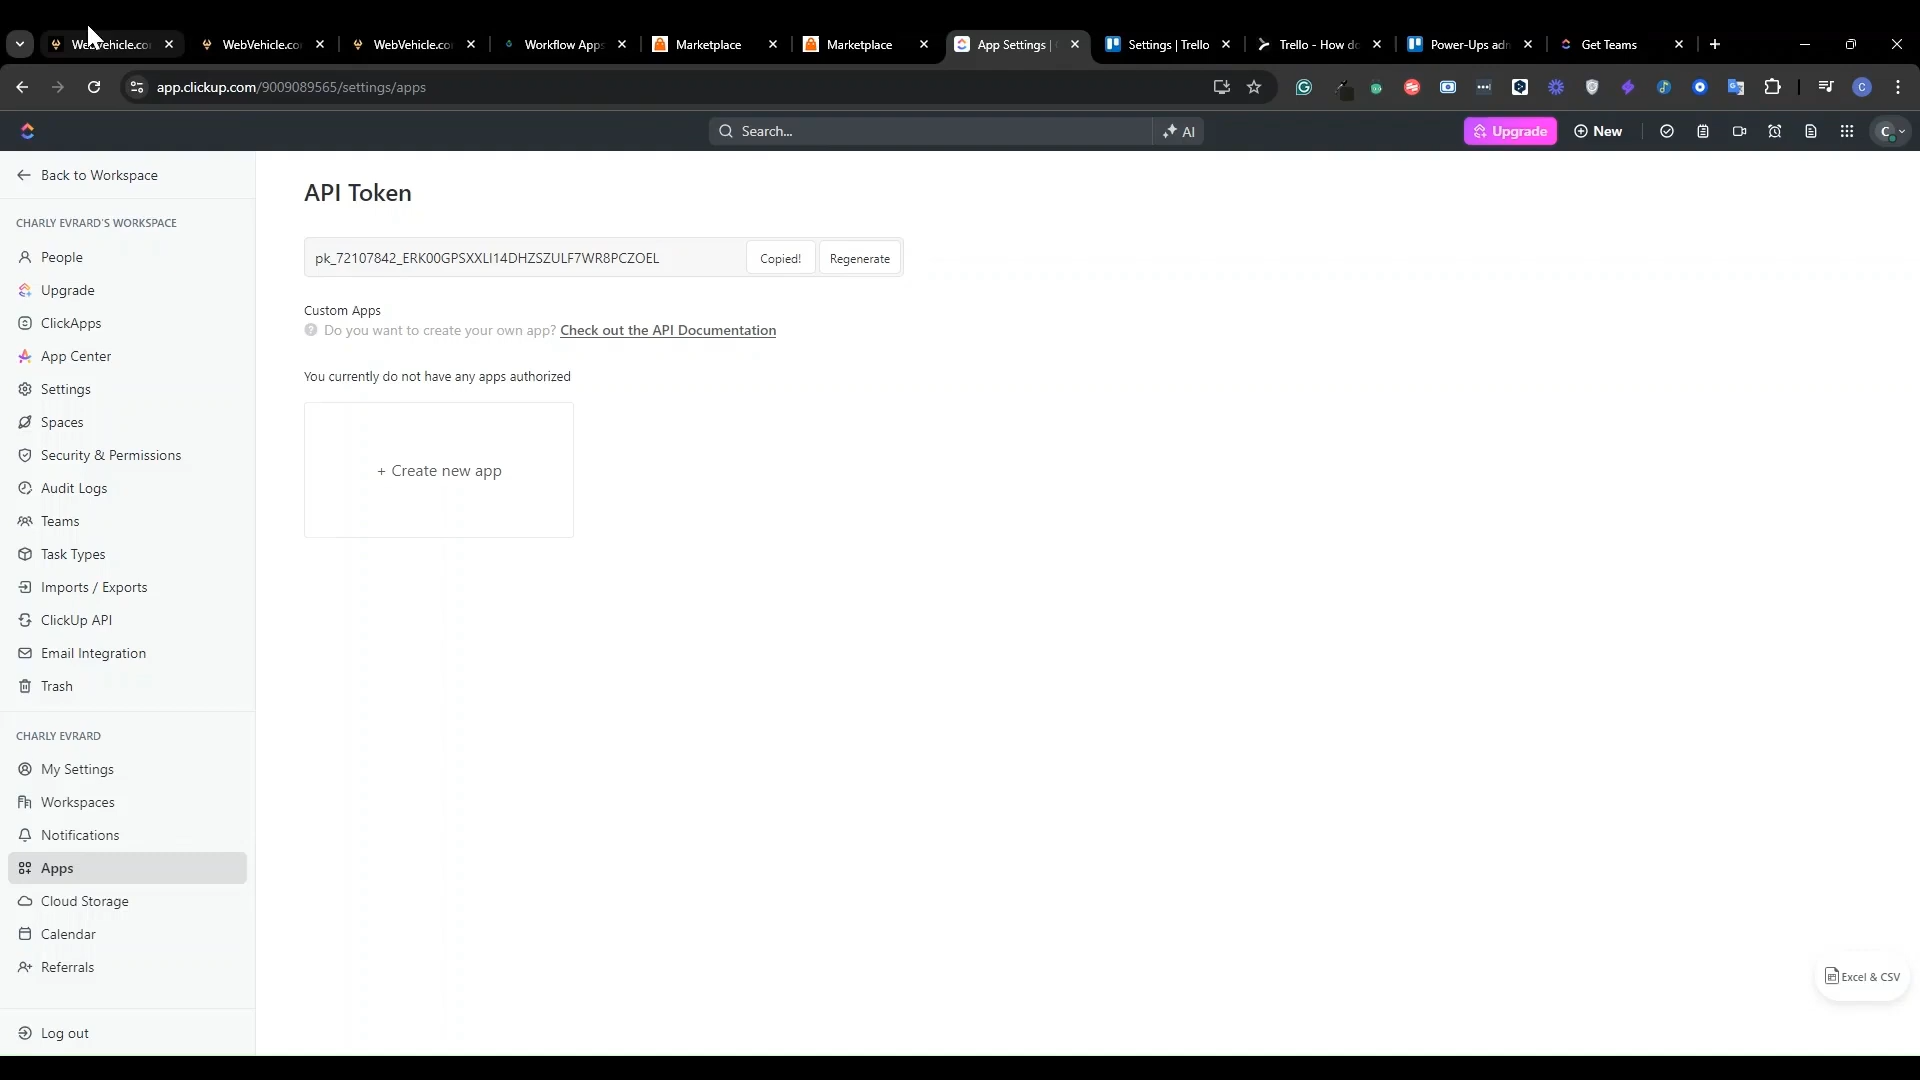 WebVehicle.co
WebVehicle.co
WebVehicle.co
Workflow Apps
Marketplace
Marketplace
App Settings |
Settings | Trello
Trello - How do
Power-Ups adm
Get Teams
app.clickup.com/9009089565/settings/apps
C
Search...
AI
Upgrade
New
C
Back to Workspace
CHARLY EVRARD'S WORKSPACE
People
Upgrade
ClickApps
App Center
Settings
Spaces
Security & Permissions
Audit Logs
Teams
Task Types
Imports / Exports
ClickUp API
Email Integration
Trash
CHARLY EVRARD
My Settings
Workspaces
Notifications
Apps
Cloud Storage
Calendar
Referrals
Log out
API Token
pk_72107842_ERK00GPSXXLI14DHZSZULF7WR8PCZOEL
Copied!
Regenerate
Custom Apps
Do you want to create your own app? Check out the API Documentation
You currently do not have any apps authorized
+ Create new app
Excel & CSV